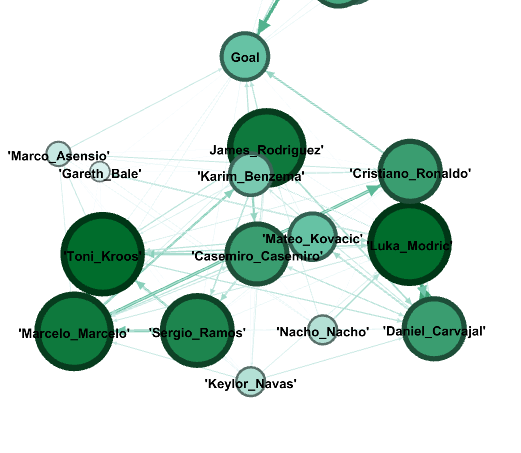 Goal
James_Rodriguez'
'Marco_Asensio'
'Gareth_Bale'
'Karim_Benzema'
'Cristiano_Ronaldo'
'Mateo_Kovacic'
'Luka_Modric'
'Toni_Kroos'
'Casemiro_Casemiro'
'Marcelo_Marcelo'
'Sergio_Ramos'
'Nacho_Nacho'
'Daniel_Carvajal'
'Keylor_Navas'